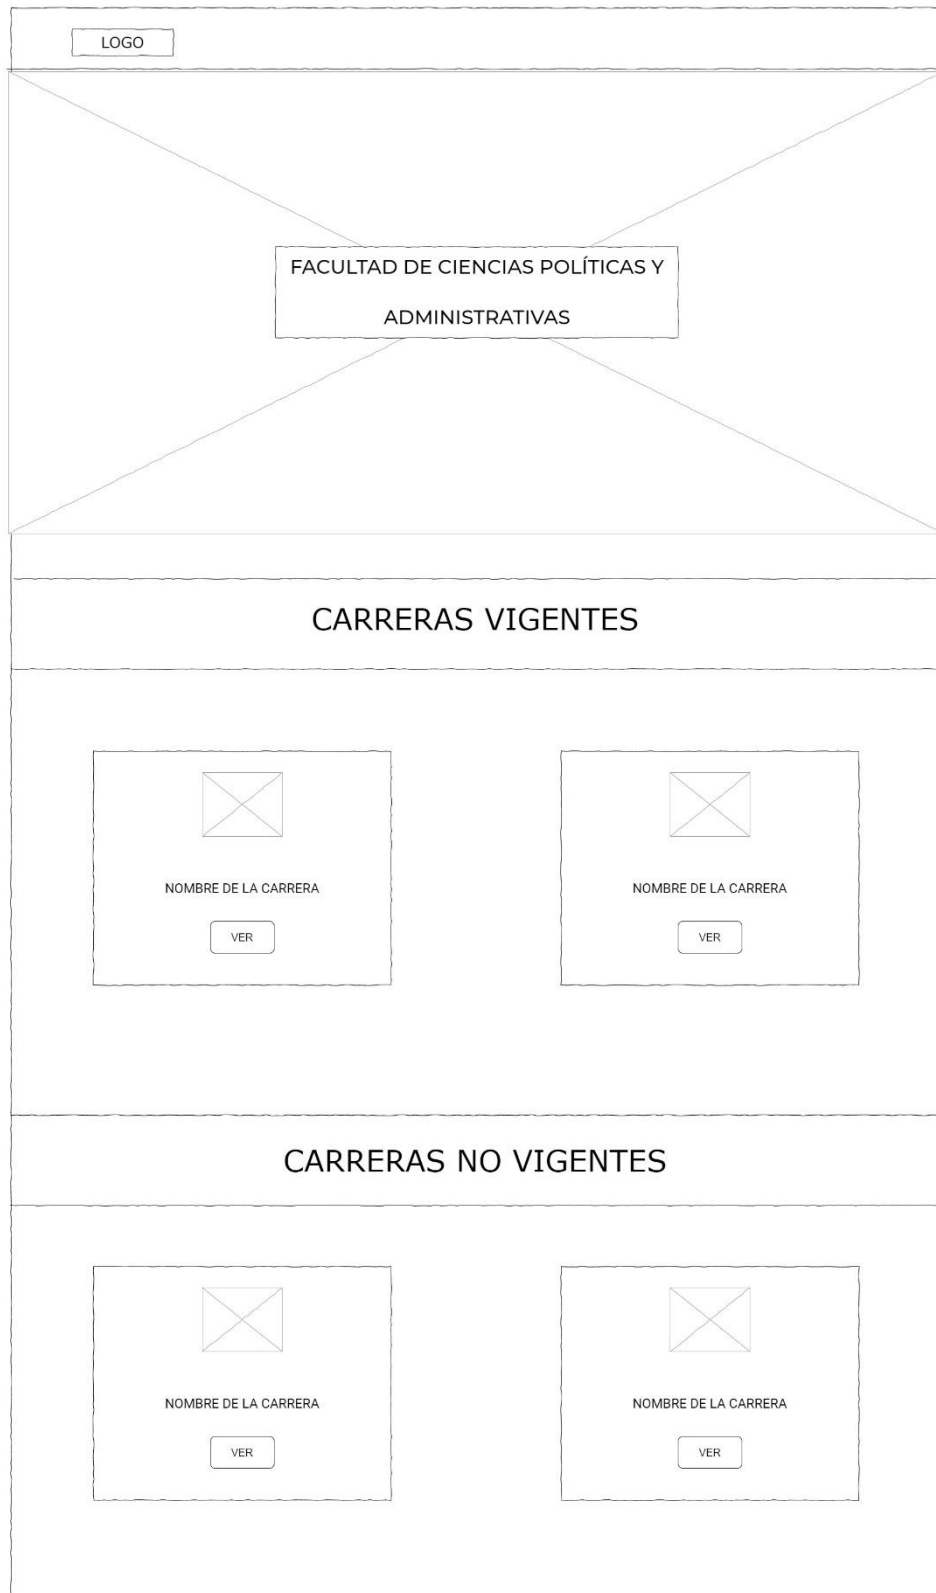 LOGO
FACULTAD DE CIENCIAS POLÍTICAS Y
ADMINISTRATIVAS
CARRERAS VIGENTES
NOMBRE DE LA CARRERA
VER
NOMBRE DE LA CARRERA
VER
CARRERAS NO VIGENTES
NOMBRE DE LA CARRERA
VER
NOMBRE DE LA CARRERA
VER